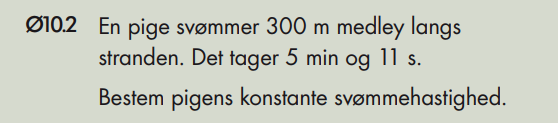 Ø10.2 En pige svømmer 300 m medley langs
stranden. Det tager 5 min og 11 s.
Bestem pigens konstante svømmehastighed.